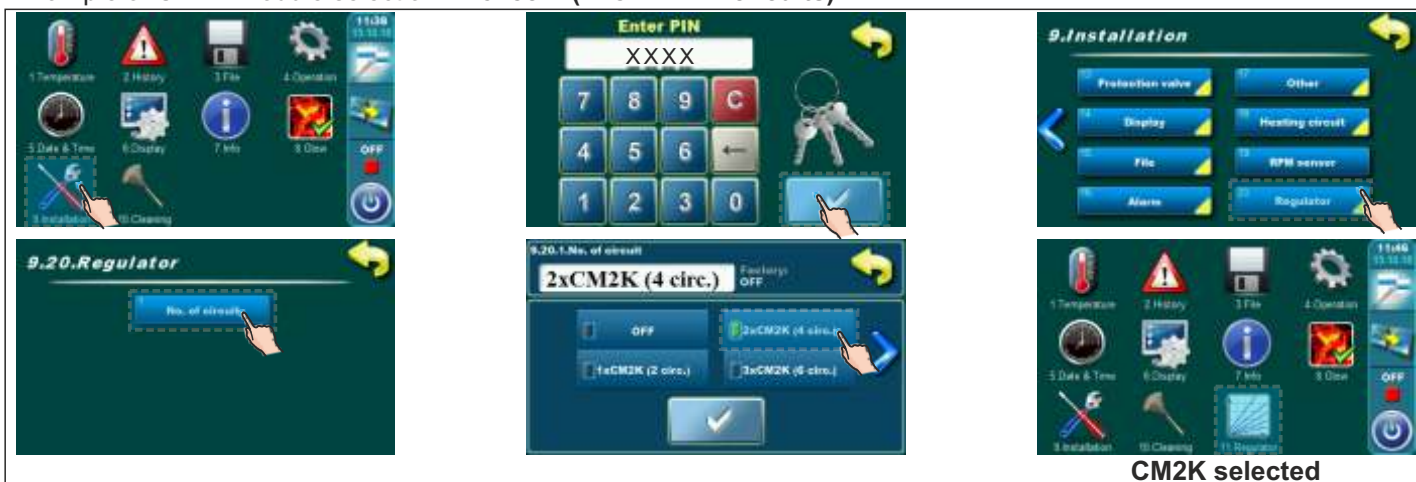 11:38
13.10.16
1.Temperature
2.History
3.File
4.Operation
5.Date & Time
6.Display
7.Info
8.Glow
OFF
9.Installation
10.Cleaning
Enter PIN
XXXX
7 8 9 C
4 5 6 ←
1 2 3 0
9.Installation
Protection valve
Other
Display
Heating circuit
File
RPM sensor
Alarm
20 Regulator
9.20.Regulator
No. of circuit
9.20.1.No. of circuit
2xCM2K (4 circ.)
Factory:
OFF
OFF
2xCM2K (4 circ.)
1xCM2K (2 circ.)
3xCM2K (6 circ.)
11:46
1.Temperature
2.History
3.File
4.Operation
5.Date & Time
6.Display
7.Info
8.Glow
OFF
9.Installation
10.Cleaning
11.Regulator
CM2K selected